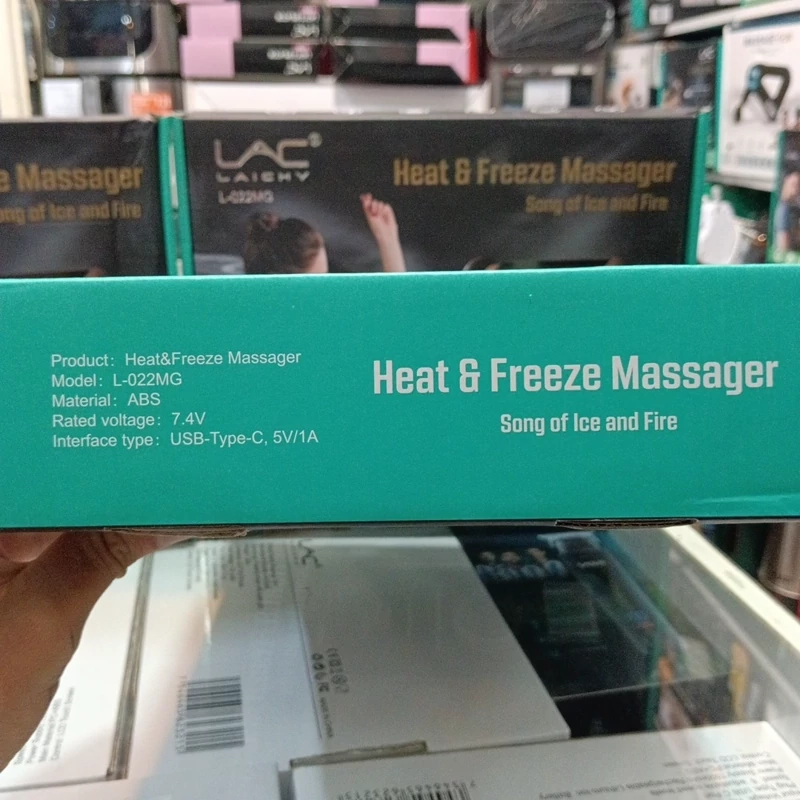 LAC
LAICHY
L-022MG
Heat & Freeze Massager
Song of Ice and Fire
e Massager
ong of Ice and Fire
Product: Heat&Freeze Massager
Model: L-022MG
Material: ABS
Rated voltage: 7.4V
Interface type: USB-Type-C, 5V/1A
Heat & Freeze Massager
Song of Ice and Fire
LAC